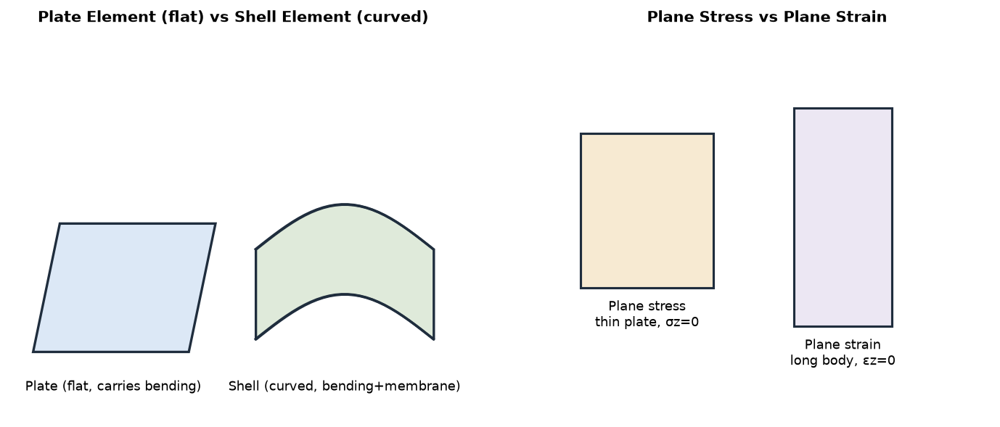 Plate Element (flat) vs Shell Element (curved)
Plate (flat, carries bending)
Shell (curved, bending+membrane)
Plane Stress vs Plane Strain
Plane stress
thin plate, σz=0
Plane strain
long body, εz=0